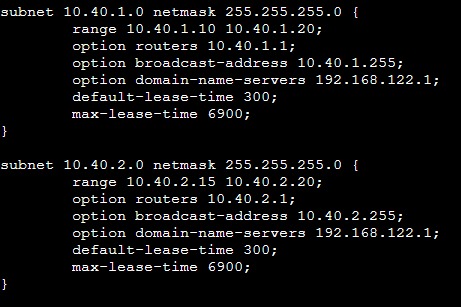 subnet 10.40.1.0 netmask 255.255.255.0 {
        range 10.40.1.10 10.40.1.20;
        option routers 10.40.1.1;
        option broadcast-address 10.40.1.255;
        option domain-name-servers 192.168.122.1;
        default-lease-time 300;
        max-lease-time 6900;
}
subnet 10.40.2.0 netmask 255.255.255.0 {
        range 10.40.2.15 10.40.2.20;
        option routers 10.40.2.1;
        option broadcast-address 10.40.2.255;
        option domain-name-servers 192.168.122.1;
        default-lease-time 300;
        max-lease-time 6900;
}